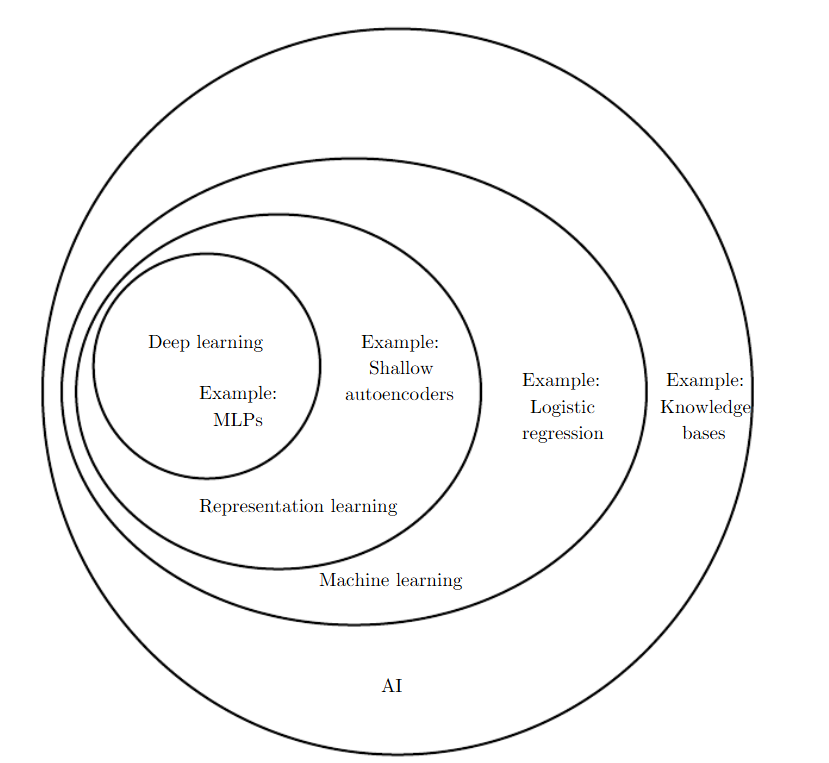 Deep learning
Example:
MLPs
Example:
Shallow
autoencoders
Example:
Logistic
regression
Example:
Knowledge
bases
Representation learning
Machine learning
AI